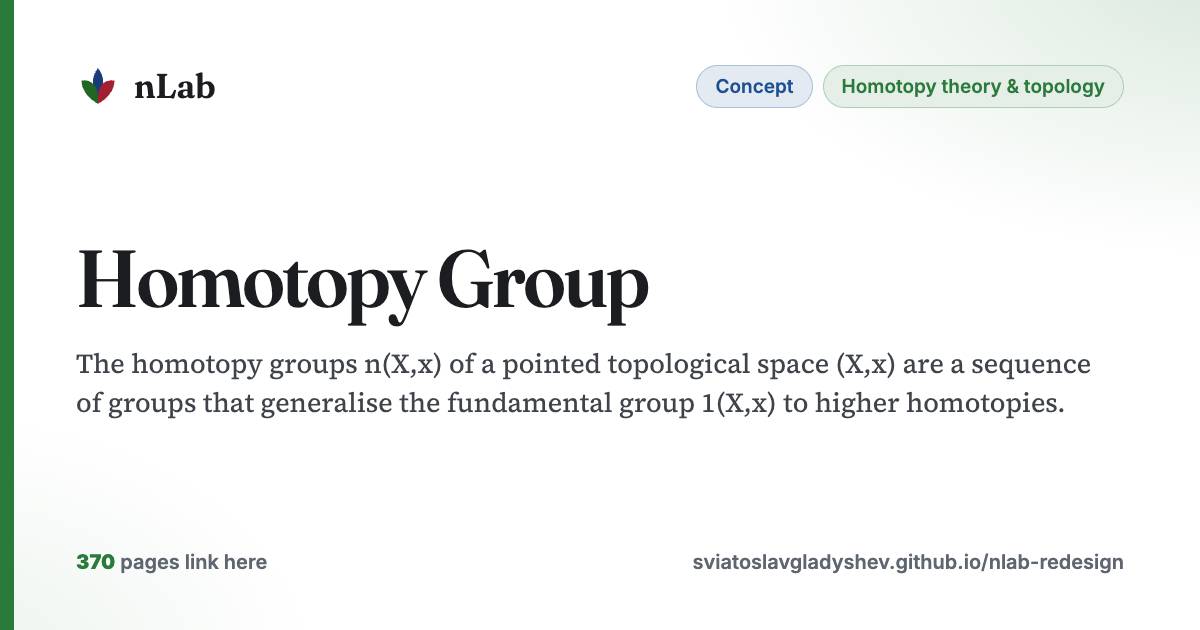 nLab
Concept
Homotopy theory & topology
Homotopy Group
The homotopy groups n(X,x) of a pointed topological space (X,x) are a sequence
of groups that generalise the fundamental group 1(X,x) to higher homotopies.
370 pages link here
sviatoslavgladyshev.github.io/nlab-redesign